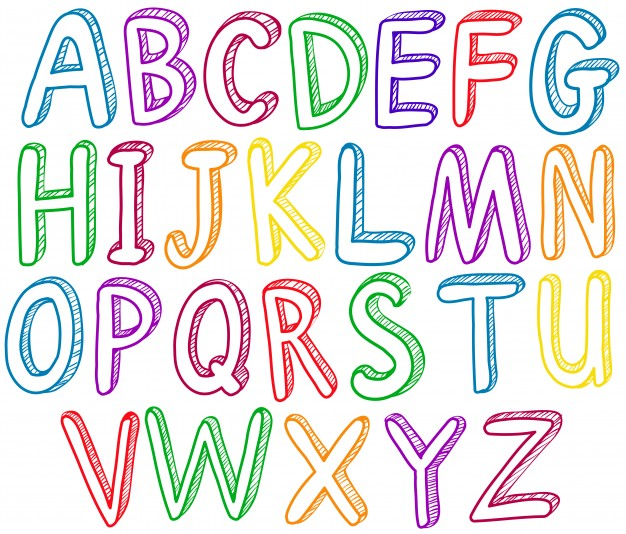 ABCDEFG
HIJKLMN
OPQRSTU
VWXYZ